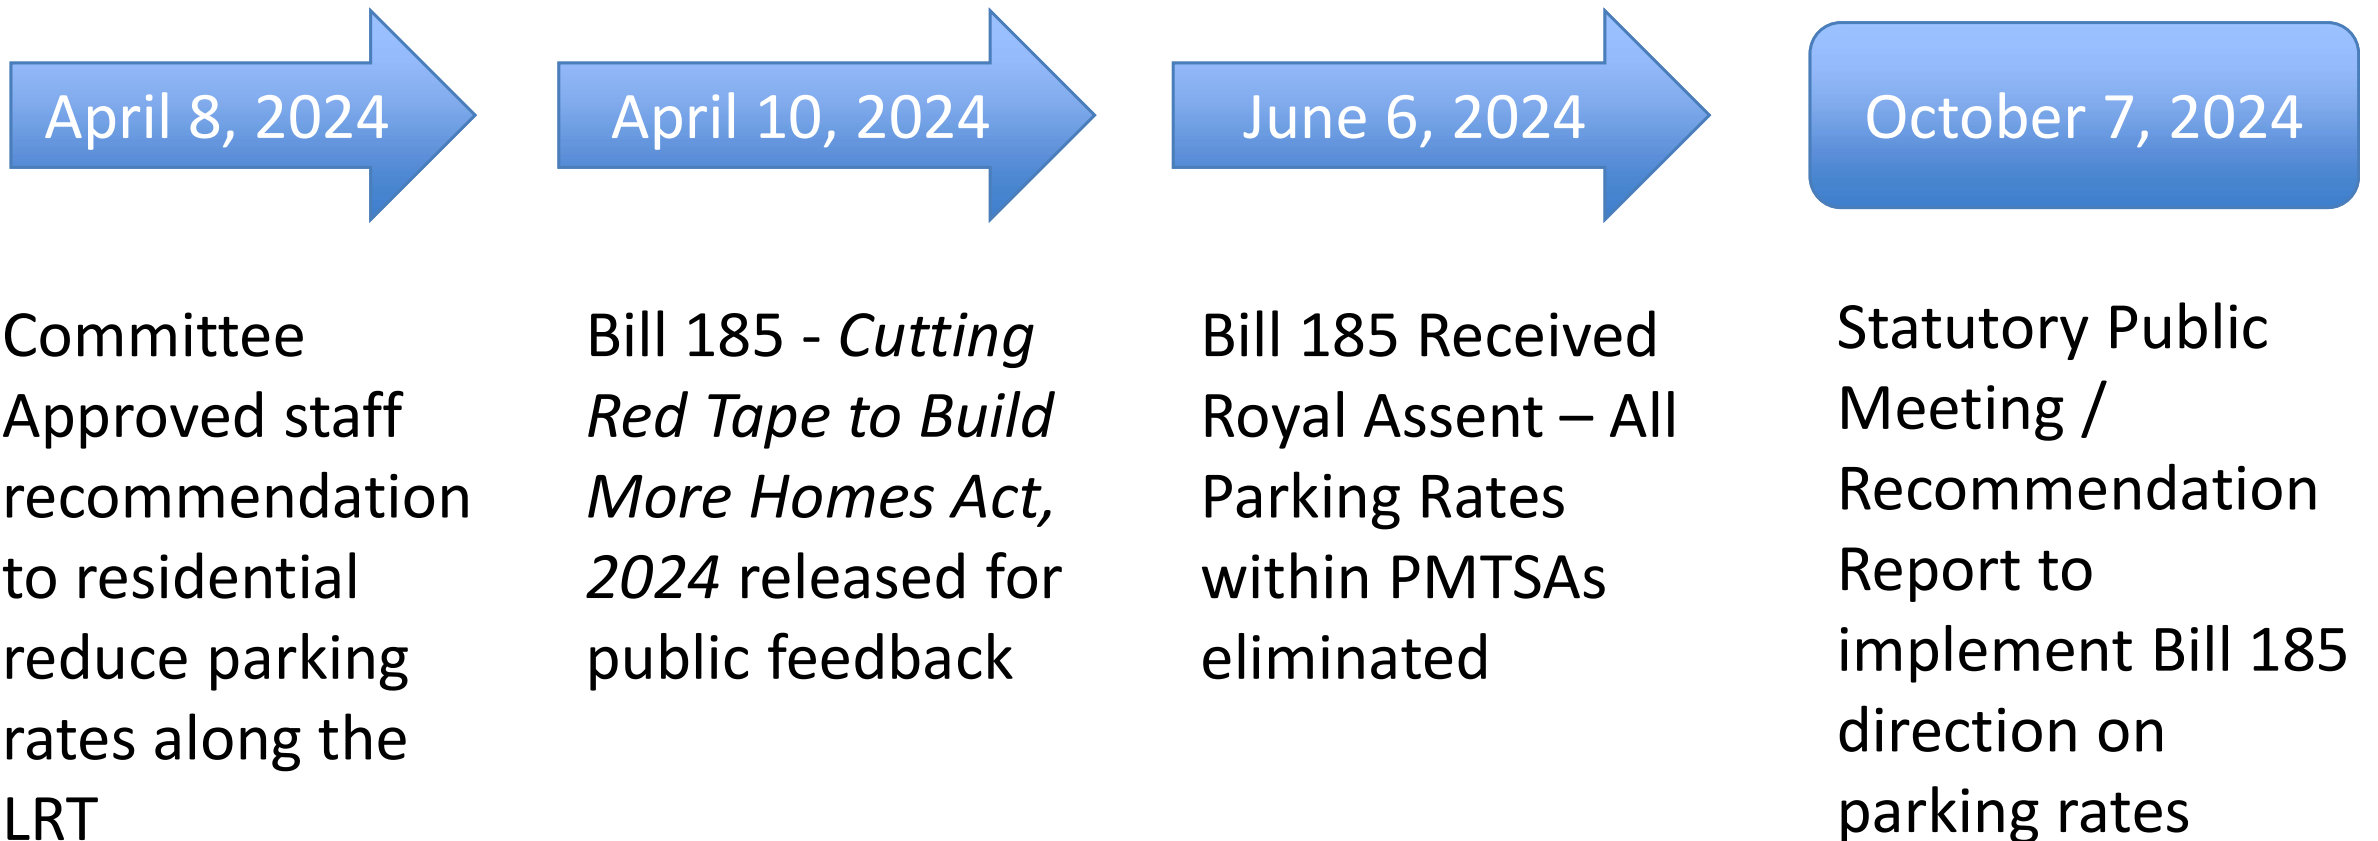 April 8, 2024
Committee
Approved staff
recommendation
to residential
reduce parking
rates along the
LRT
April 10, 2024
Bill 185 - Cutting
Red Tape to Build
More Homes Act,
2024 released for
public feedback
June 6, 2024
Bill 185 Received
Royal Assent – All
Parking Rates
within PMTSAs
eliminated
October 7, 2024
Statutory Public
Meeting /
Recommendation
Report to
implement Bill 185
direction on
parking rates